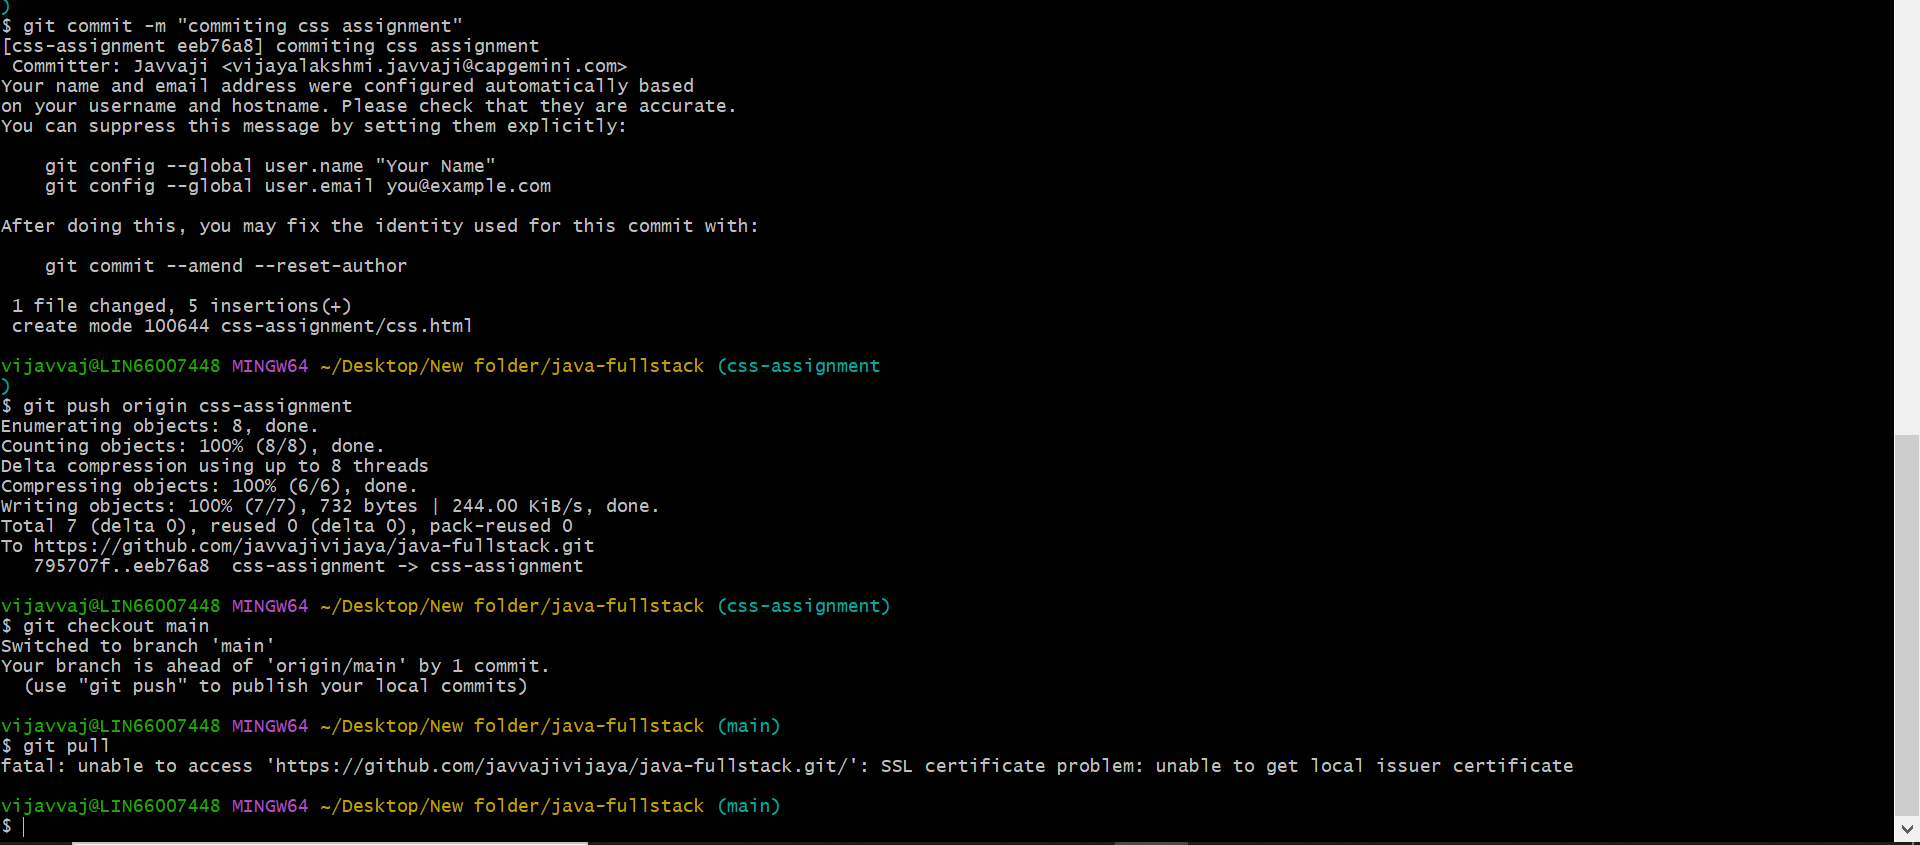 )
$ git commit -m "commiting css assignment"
[css-assignment eeb76a8] commiting css assignment
 Committer: Javvaji <vijayalakshmi.javvaji@capgemini.com>
Your name and email address were configured automatically based
on your username and hostname. Please check that they are accurate.
You can suppress this message by setting them explicitly:

    git config --global user.name "Your Name"
    git config --global user.email you@example.com

After doing this, you may fix the identity used for this commit with:

    git commit --amend --reset-author

 1 file changed, 5 insertions(+)
 create mode 100644 css-assignment/css.html

vijavvaj@LIN66007448 MINGW64 ~/Desktop/New folder/java-fullstack (css-assignment
)
$ git push origin css-assignment
Enumerating objects: 8, done.
Counting objects: 100% (8/8), done.
Delta compression using up to 8 threads
Compressing objects: 100% (6/6), done.
Writing objects: 100% (7/7), 732 bytes | 244.00 KiB/s, done.
Total 7 (delta 0), reused 0 (delta 0), pack-reused 0
To https://github.com/javvajivijaya/java-fullstack.git
   795707f..eeb76a8  css-assignment -> css-assignment

vijavvaj@LIN66007448 MINGW64 ~/Desktop/New folder/java-fullstack (css-assignment)
$ git checkout main
Switched to branch 'main'
Your branch is ahead of 'origin/main' by 1 commit.
  (use "git push" to publish your local commits)

vijavvaj@LIN66007448 MINGW64 ~/Desktop/New folder/java-fullstack (main)
$ git pull
fatal: unable to access 'https://github.com/javvajivijaya/java-fullstack.git/': SSL certificate problem: unable to get local issuer certificate

vijavvaj@LIN66007448 MINGW64 ~/Desktop/New folder/java-fullstack (main)
$